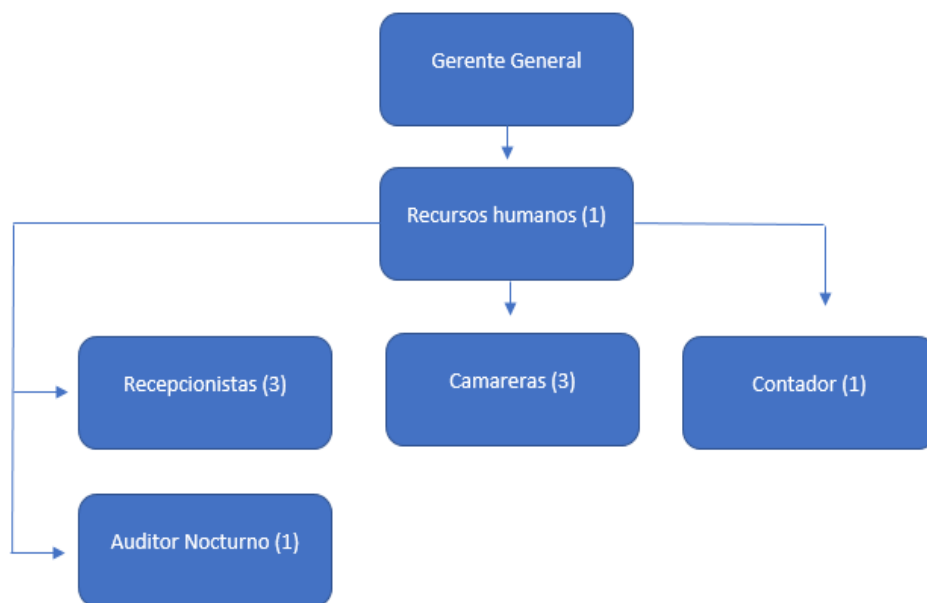 Gerente General
Recursos humanos (1)
Recepcionistas (3)
Camareras (3)
Contador (1)
Auditor Nocturno (1)